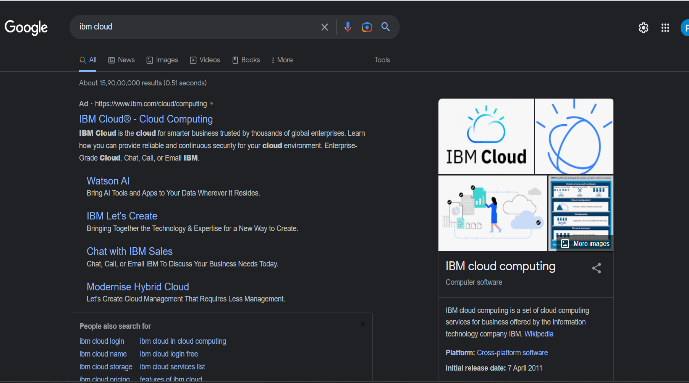 Google
ibm cloud
All
News
Images
Videos
Books
More
Tools
About 15,90,00,000 results (0.51 seconds)
Ad · https://www.ibm.com/cloud/computing
IBM Cloud® - Cloud Computing
IBM Cloud is the cloud for smarter business trusted by thousands of global enterprises. Learn
how you can provide reliable and continuous security for your cloud environment. Enterprise-
Grade Cloud. Chat, Call, or Email IBM.
Watson AI
Bring AI Tools and Apps to Your Data Wherever It Resides.
IBM Let's Create
Bringing Together the Technology & Expertise for a New Way to Create.
Chat with IBM Sales
Chat, Call, or Email IBM To Discuss Your Business Needs Today.
Modernise Hybrid Cloud
Let's Create Cloud Management That Requires Less Management.
People also search for
ibm cloud login
ibm cloud in cloud computing
ibm cloud name
ibm cloud login free
ibm cloud storage
ibm cloud services list
ibm cloud pricing
features of ibm cloud
IBM Cloud
More images
IBM cloud computing
Computer software
IBM cloud computing is a set of cloud computing
services for business offered by the information
technology company IBM. Wikipedia
Platform: Cross-platform software
Initial release date: 7 April 2011